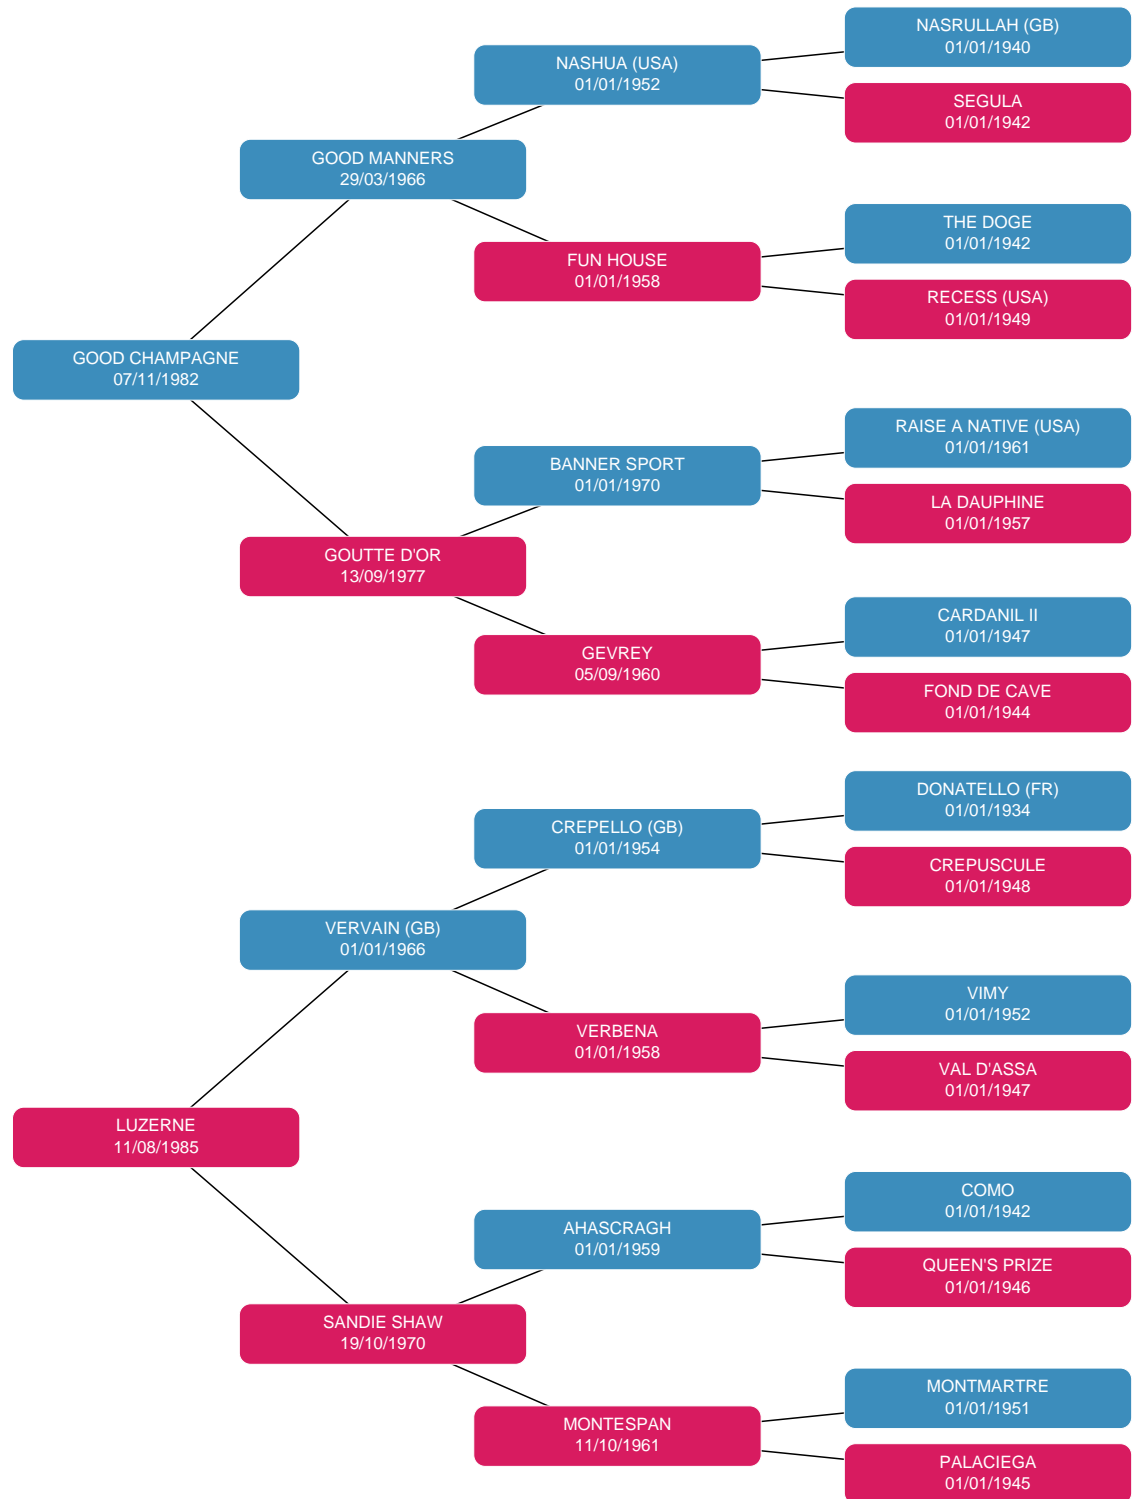 NASRULLAH (GB)
01/01/1940
NASHUA (USA)
01/01/1952
SEGULA
01/01/1942
GOOD MANNERS
29/03/1966
THE DOGE
01/01/1942
FUN HOUSE
01/01/1958
RECESS (USA)
01/01/1949
GOOD CHAMPAGNE
07/11/1982
RAISE A NATIVE (USA)
01/01/1961
BANNER SPORT
01/01/1970
LA DAUPHINE
01/01/1957
GOUTTE D'OR
13/09/1977
CARDANIL II
01/01/1947
GEVREY
05/09/1960
FOND DE CAVE
01/01/1944
DONATELLO (FR)
01/01/1934
CREPELLO (GB)
01/01/1954
CREPUSCULE
01/01/1948
VERVAIN (GB)
01/01/1966
VIMY
01/01/1952
VERBENA
01/01/1958
VAL D'ASSA
01/01/1947
LUZERNE
11/08/1985
COMO
01/01/1942
AHASCRAGH
01/01/1959
QUEEN'S PRIZE
01/01/1946
SANDIE SHAW
19/10/1970
MONTMARTRE
01/01/1951
MONTESPAN
11/10/1961
PALACIEGA
01/01/1945